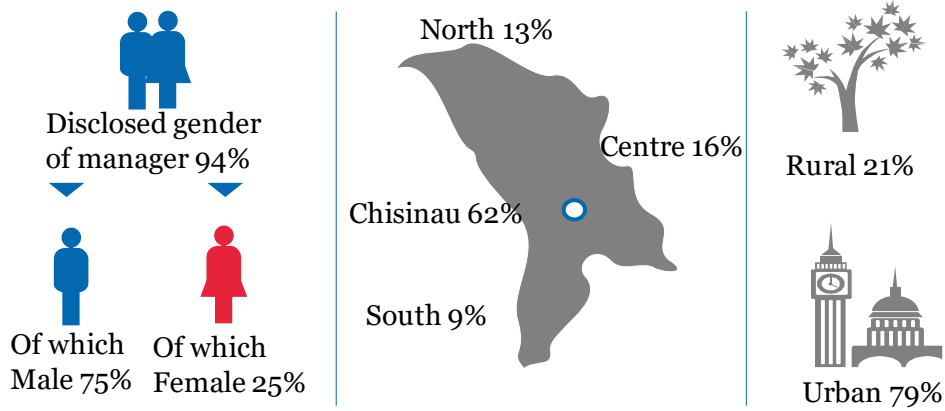 Disclosed gender
of manager 94%
Of which
Male 75%
Of which
Female 25%
North 13%
Centre 16%
Chisinau 62%
South 9%
Rural 21%
Urban 79%